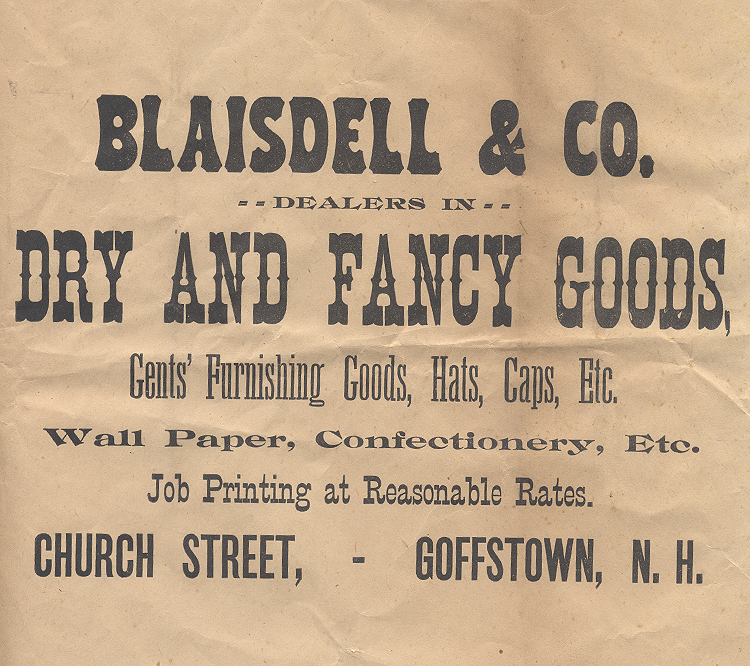 BLAISDELL & CO.
-- DEALERS IN --
DRY AND FANCY GOODS,
Gents' Furnishing Goods, Hats, Caps, Etc.
Wall Paper, Confectionery, Etc.
Job Printing at Reasonable Rates.
CHURCH STREET, - GOFFSTOWN, N. H.